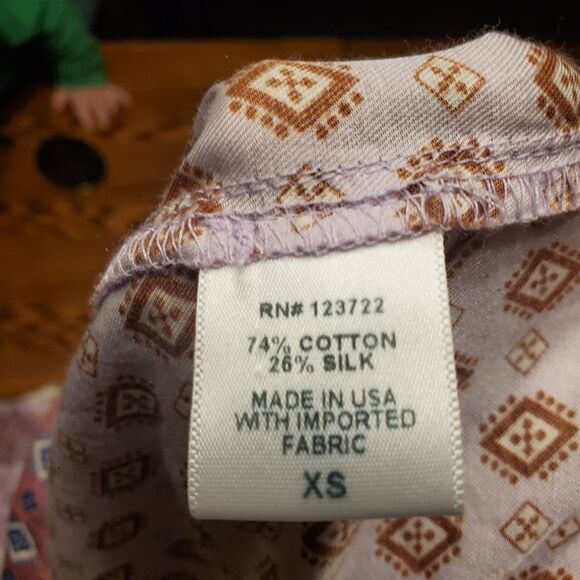 RN# 123722
74% COTTON
26% SILK
MADE IN USA
WITH IMPORTED
FABRIC
XS